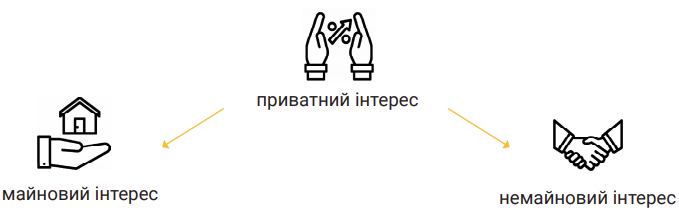 приватний інтерес
майновий інтерес
немайновий інтерес